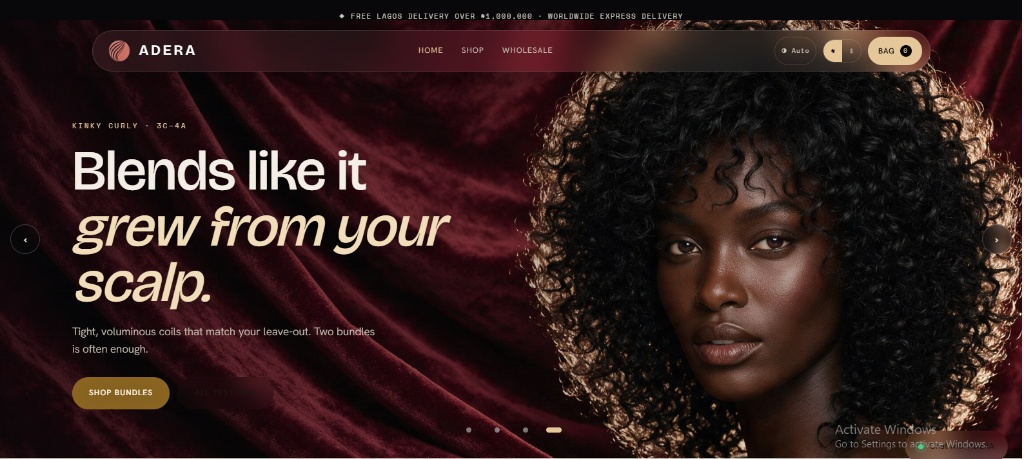 ✦ FREE LAGOS DELIVERY OVER ₦1,000,000 · WORLDWIDE EXPRESS DELIVERY
ADERA
HOME SHOP WHOLESALE
Auto
₦ $
BAG 0
KINKY CURLY · 3C-4A
Blends like it
grew from your
scalp.
Tight, voluminous coils that match your leave-out. Two bundles
is often enough.
SHOP BUNDLES
Activate Windows
Go to Settings to activate Windows.